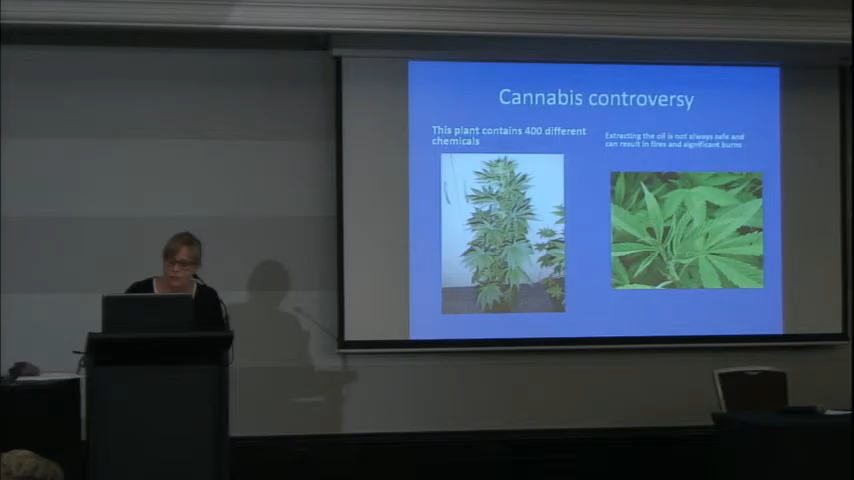 Cannabis controversy
This plant contains 400 different
chemicals
Extracting the oil is not always safe and
can result in fires and significant burns